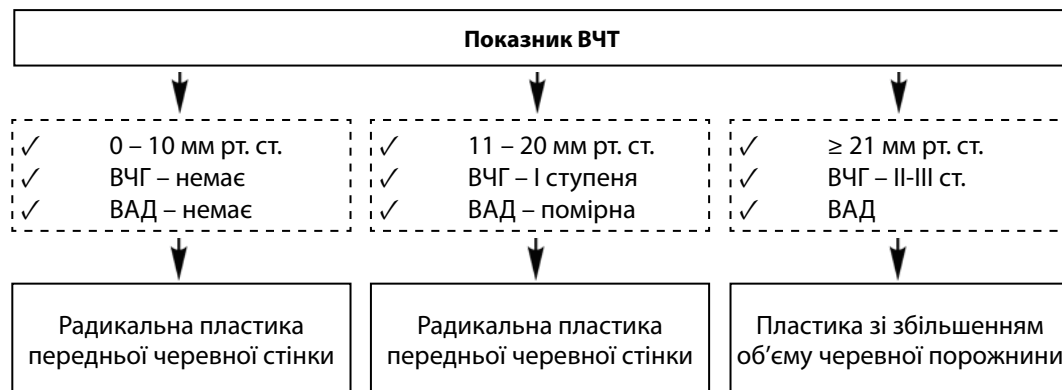 Показник ВЧТ
✓ 0 – 10 мм рт. ст.
✓ ВЧГ – немає
✓ ВАД – немає
✓ 11 – 20 мм рт. ст.
✓ ВЧГ – І ступеня
✓ ВАД – помірна
✓ ≥ 21 мм рт. ст.
✓ ВЧГ – ІІ-ІІІ ст.
✓ ВАД
Радикальна пластика
передньої черевної стінки
Радикальна пластика
передньої черевної стінки
Пластика зі збільшенням
об’єму черевної порожнини